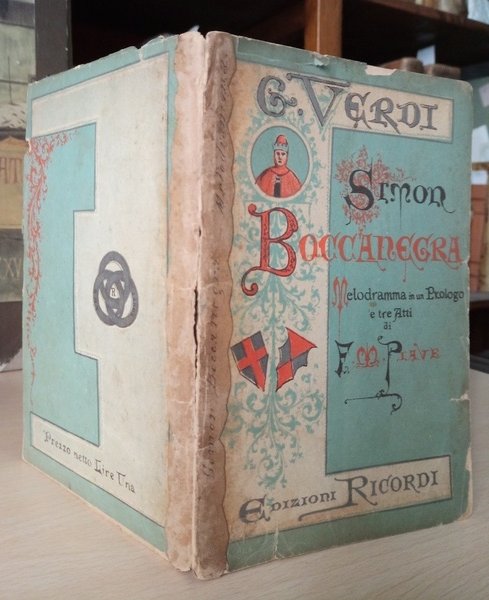 G. VERDI
SIMON
BOCCANEGRA
Melodramma in un Prologo
e tre Atti
di
F. M. PIAVE
EDIZIONI RICORDI
Prezzo netto Lire Una
R